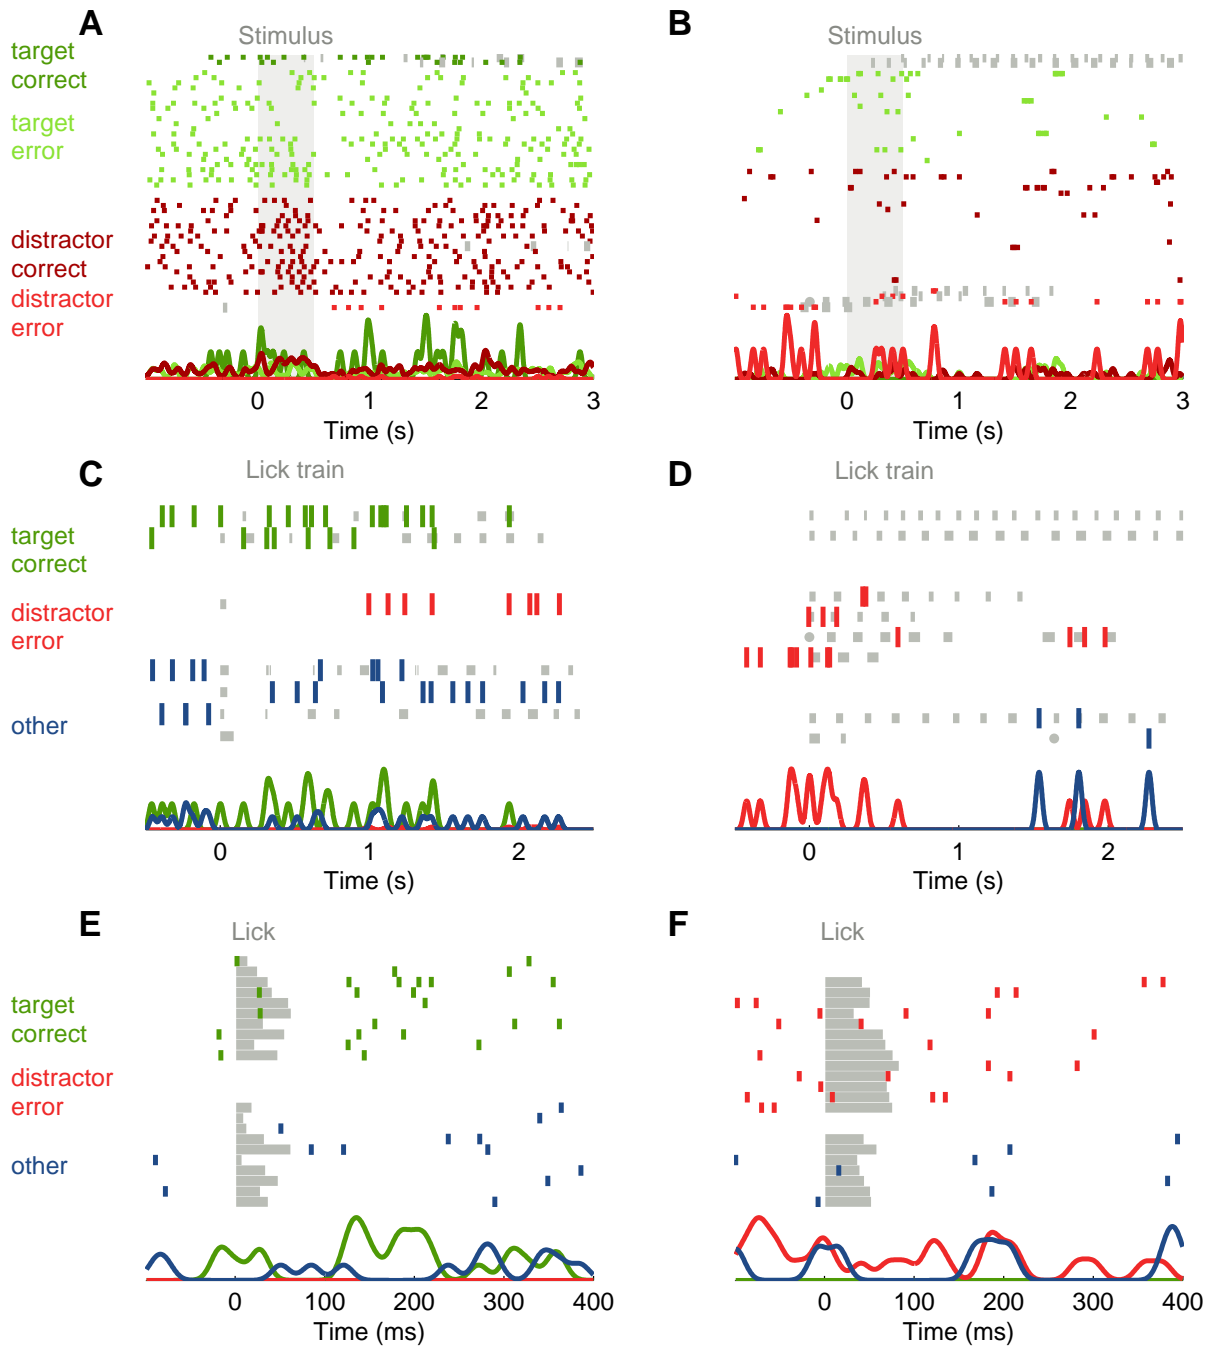 A
B
Stimulus
Stimulus
target
correct
target
error
distractor
correct
distractor
error
0 1 2 3
Time (s)
0 1 2 3
Time (s)
C
D
Lick train
Lick train
target
correct
distractor
error
other
0 1 2
Time (s)
0 1 2
Time (s)
E
F
Lick
Lick
target
correct
distractor
error
other
0 100 200 300 400
Time (ms)
0 100 200 300 400
Time (ms)